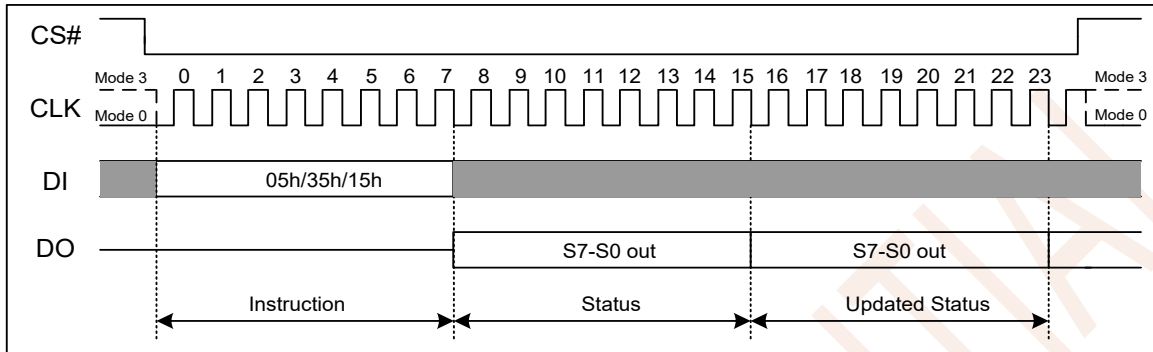 CS#
Mode 3 0 1 2 3 4 5 6 7 8 9 10 11 12 13 14 15 16 17 18 19 20 21 22 23 Mode 3
CLK
Mode 0 Mode 0
DI 05h/35h/15h
DO S7-S0 out S7-S0 out
Instruction Status Updated Status